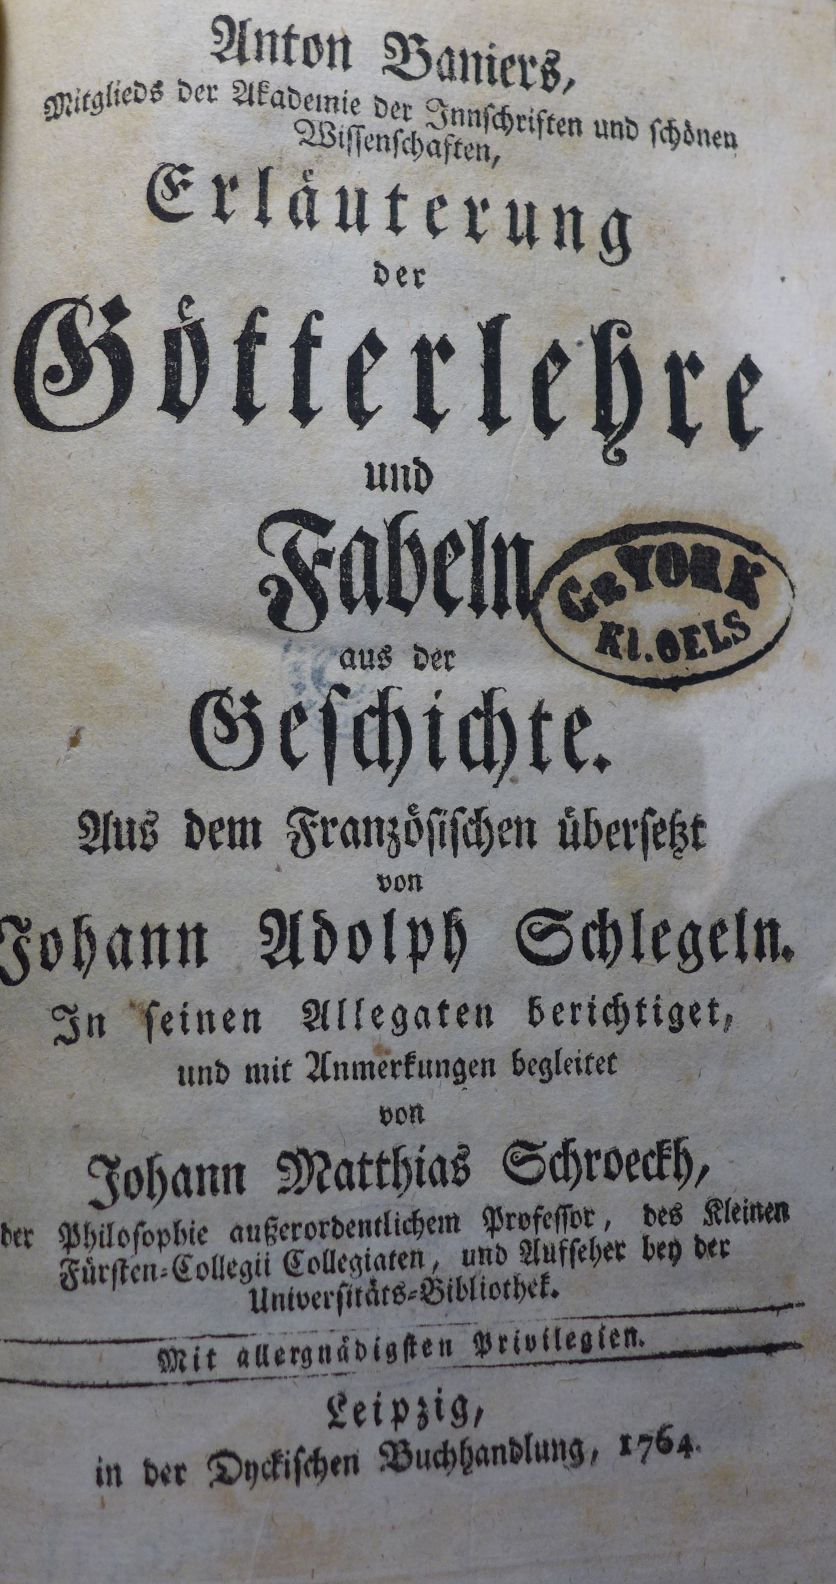 Anton Baniers,
Mitglieds der Akademie der Innschriften und schönen
Wissenschaften,
Erläuterung
der
Götterlehre
und
Fabeln
aus der
Geschichte.
Gr YORK
Kl. OELS
Aus dem Französischen übersetzt
von
Johann Adolph Schlegeln.
In seinen Allegaten berichtiget,
und mit Anmerkungen begleitet
von
Johann Matthias Schroeckh,
der Philosophie außerordentlichem Professor, des Kleinen
Fürsten-Collegii Collegiaten, und Aufseher bey der
Universitäts-Bibliothek.
Mit allergnädigsten Privilegien.
Leipzig,
in der Dyckischen Buchhandlung, 1764.